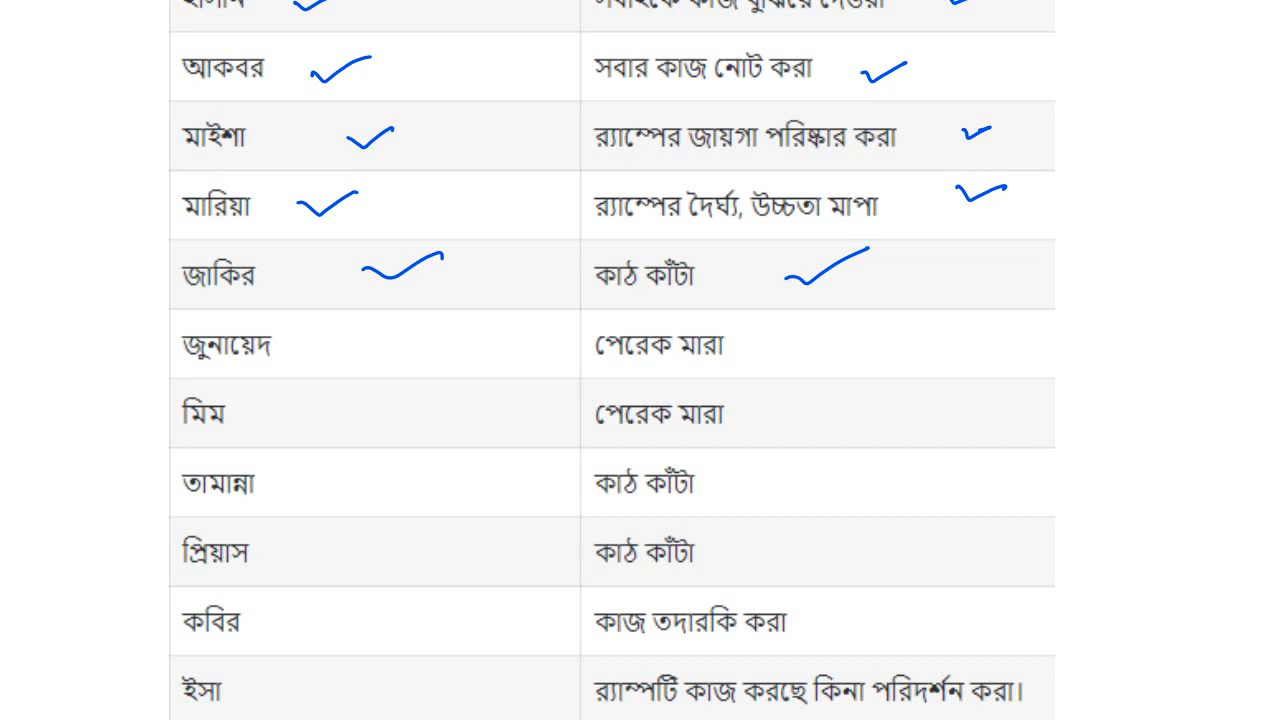 আকবর সবার কাজ নোট করা
মাইশা র‍্যাম্পের জায়গা পরিষ্কার করা
মারিয়া র‍্যাম্পের দৈর্ঘ্য, উচ্চতা মাপা
জাকির কাঠ কাঁটা
জুনায়েদ পেরেক মারা
মিম পেরেক মারা
তামান্না কাঠ কাঁটা
প্রিয়াস কাঠ কাঁটা
কবির কাজ তদারকি করা
ইসা র‍্যাম্পটি কাজ করছে কিনা পরিদর্শন করা।